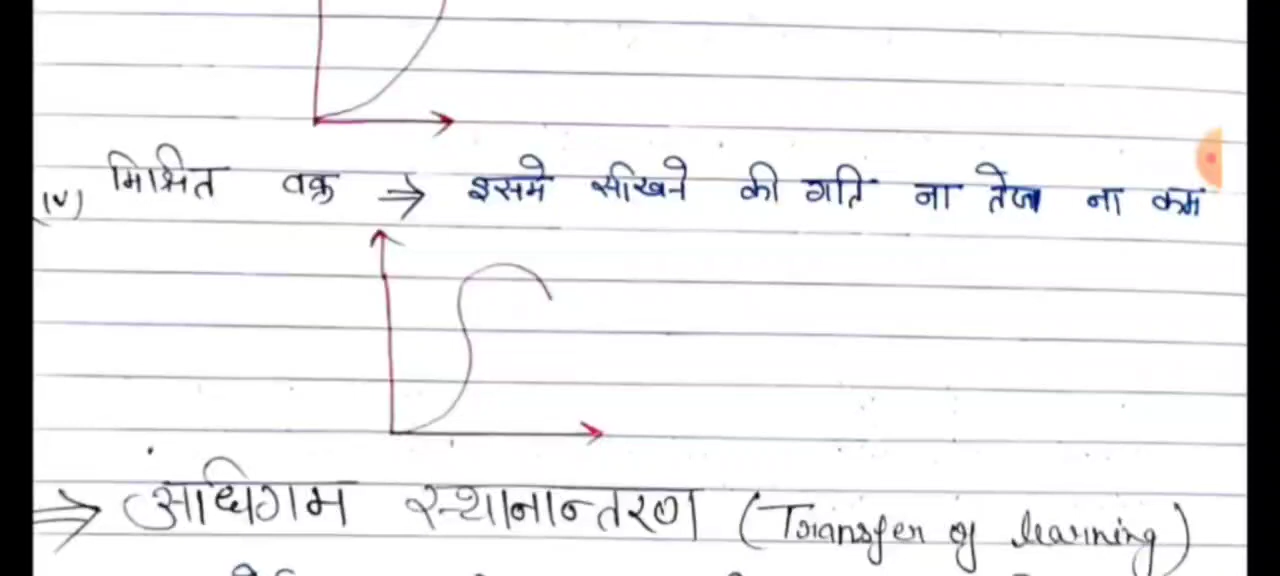 (iv) मिश्रित वक्र ⇒ इसमे सीखने की गति ना तेज ना कम
⇒ अधिगम स्थानान्तरण (Transfer of learning)